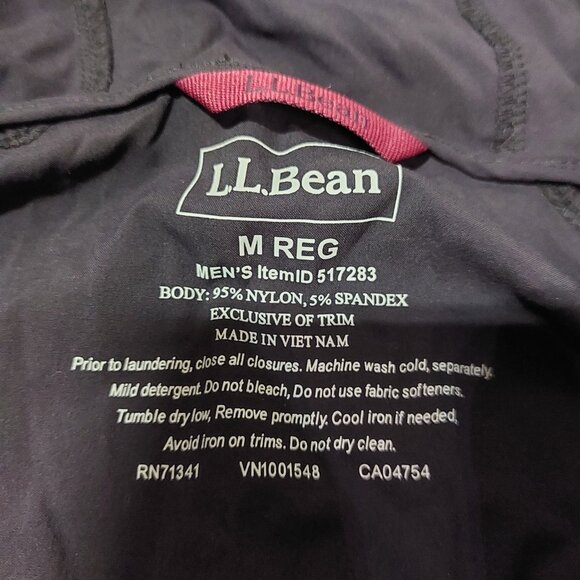 L.L.Bean
L.L.Bean
M REG
MEN'S ItemID 517283
BODY: 95% NYLON, 5% SPANDEX
EXCLUSIVE OF TRIM
MADE IN VIET NAM
Prior to laundering, close all closures. Machine wash cold, separately.
Mild detergent. Do not bleach, Do not use fabric softeners.
Tumble dry low, Remove promptly. Cool iron if needed,
Avoid iron on trims. Do not dry clean.
RN71341 VN1001548 CA04754